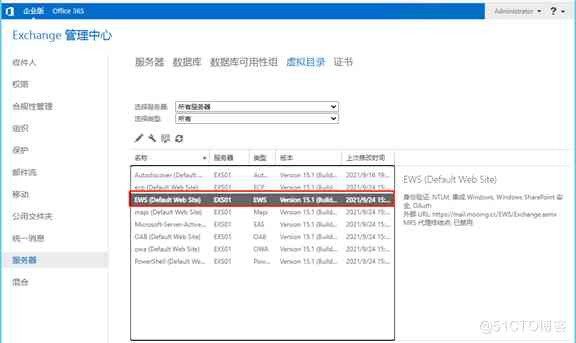 企业版 Office 365 Administrator ?
Exchange 管理中心
收件人
权限
合规性管理
组织
保护
邮件流
移动
公用文件夹
统一消息
服务器
混合
服务器 数据库 数据库可用性组 虚拟目录 证书
选择服务器: 所有服务器
选择类型: 所有
名称 服务器 类型 版本 上次修改时间
Autodiscover (Default ... EXS01 Aut... Version 15.1 (Build... 2021/9/16 19...
ecp (Default Web Site) EXS01 ECP Version 15.1 (Build... 2021/9/24 15...
EWS (Default Web Site) EXS01 EWS Version 15.1 (Build... 2021/9/24 15...
mapi (Default Web Site) EXS01 Mapi Version 15.1 (Build... 2021/9/24 15...
Microsoft-Server-Active... EXS01 EAS Version 15.1 (Build... 2021/9/24 15...
OAB (Default Web Site) EXS01 OAB Version 15.1 (Build... 2021/9/24 15...
owa (Default Web Site) EXS01 OWA Version 15.1 (Build... 2021/9/24 15...
PowerShell (Default We... EXS01 Pow... Version 15.1 (Build... 2021/9/24 15...
EWS (Default Web Site)
身份验证: NTLM, 集成 Windows, Windows SharePoint 安
全, OAuth
外部 URL: https://mail.mooing.cc/EWS/Exchange.asmx
MRS 代理终结点: 已禁用
@51CTO博客